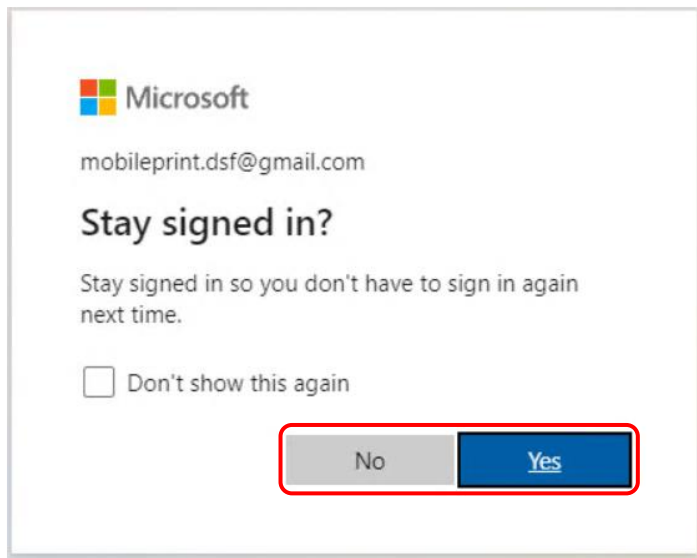 Microsoft
mobileprint.dsf@gmail.com
Stay signed in?
Stay signed in so you don't have to sign in again
next time.
Don't show this again
No Yes